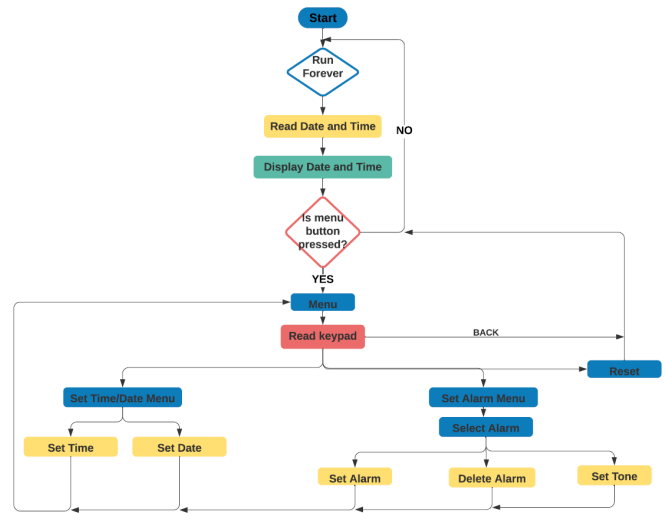 Start
Run
Forever
Read Date and Time
NO
Display Date and Time
Is menu
button
pressed?
YES
Menu
Read keypad
BACK
Reset
Set Time/Date Menu
Set Alarm Menu
Select Alarm
Set Time
Set Date
Set Alarm
Delete Alarm
Set Tone